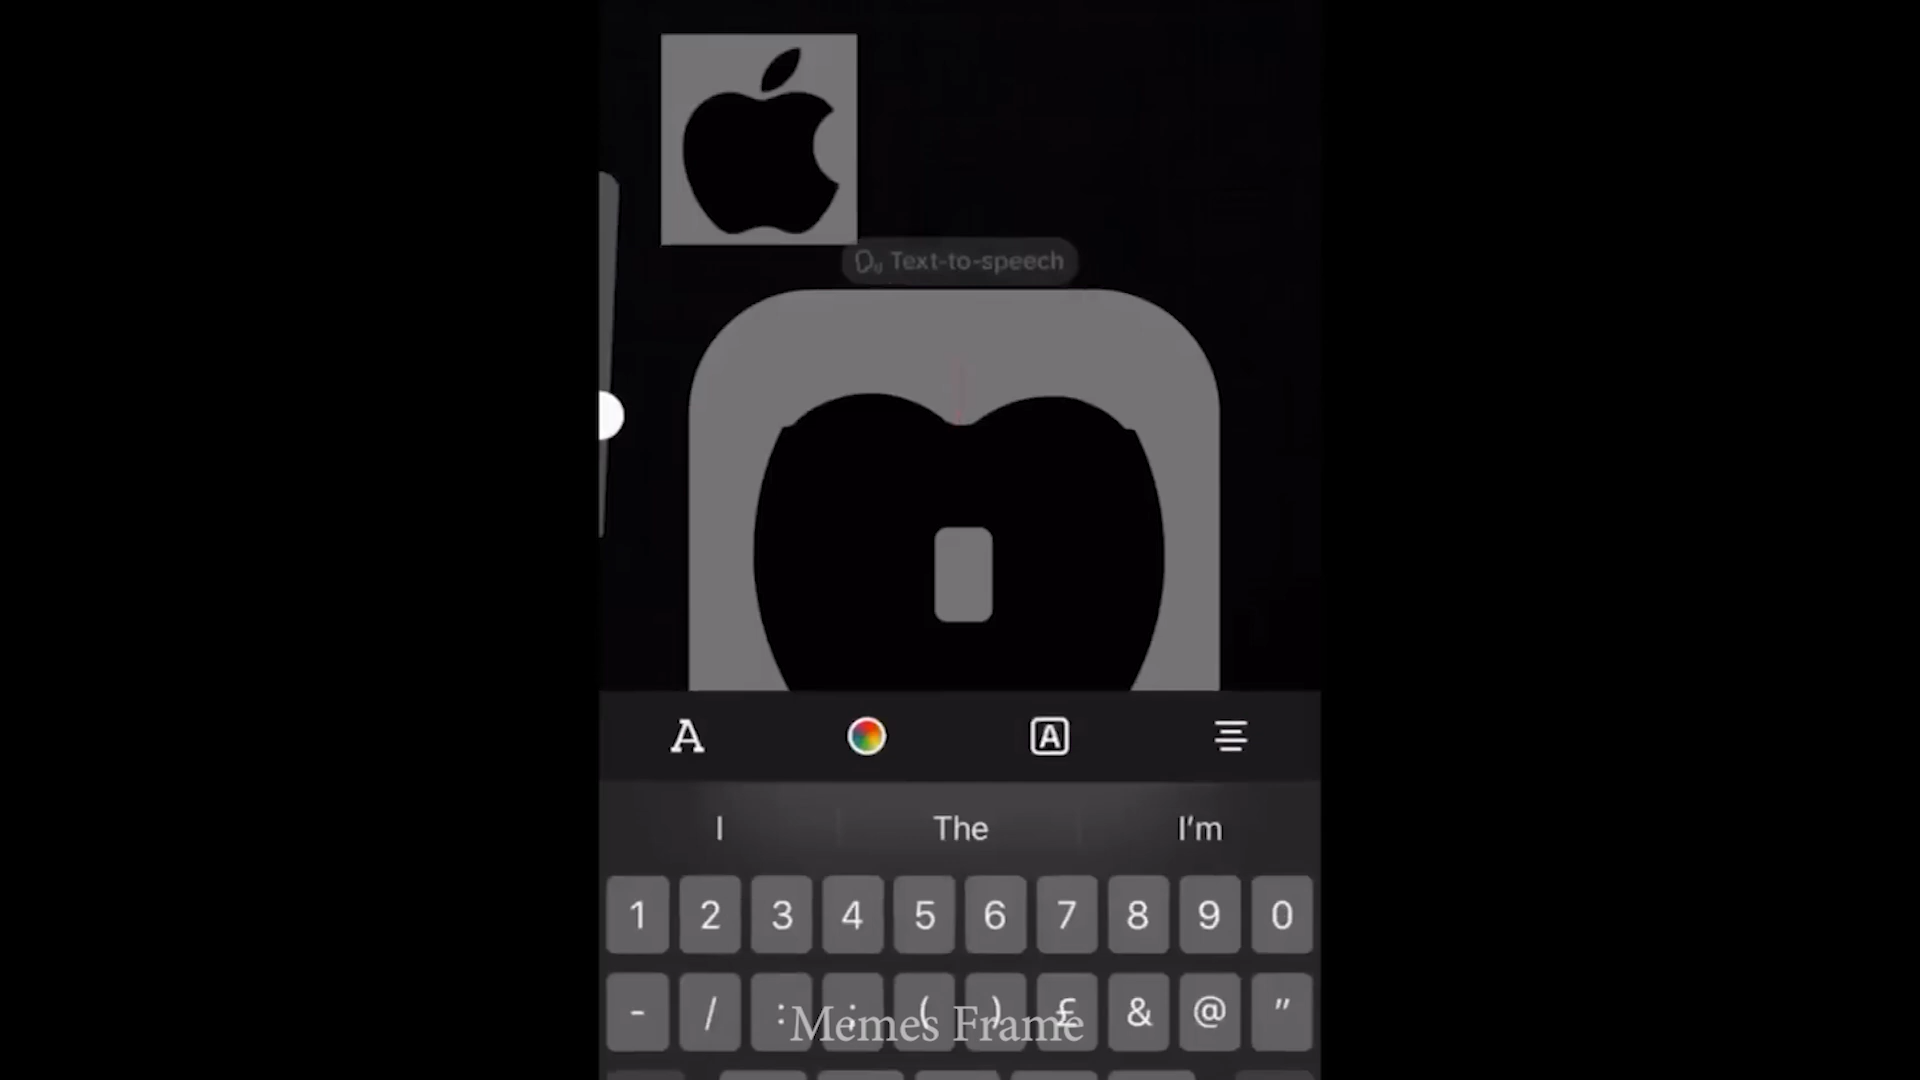 Text-to-speech
A A
I The I'm
1 2 3 4 5 6 7 8 9 0
- / : ; ( ) £ & @ "
Memes Frame